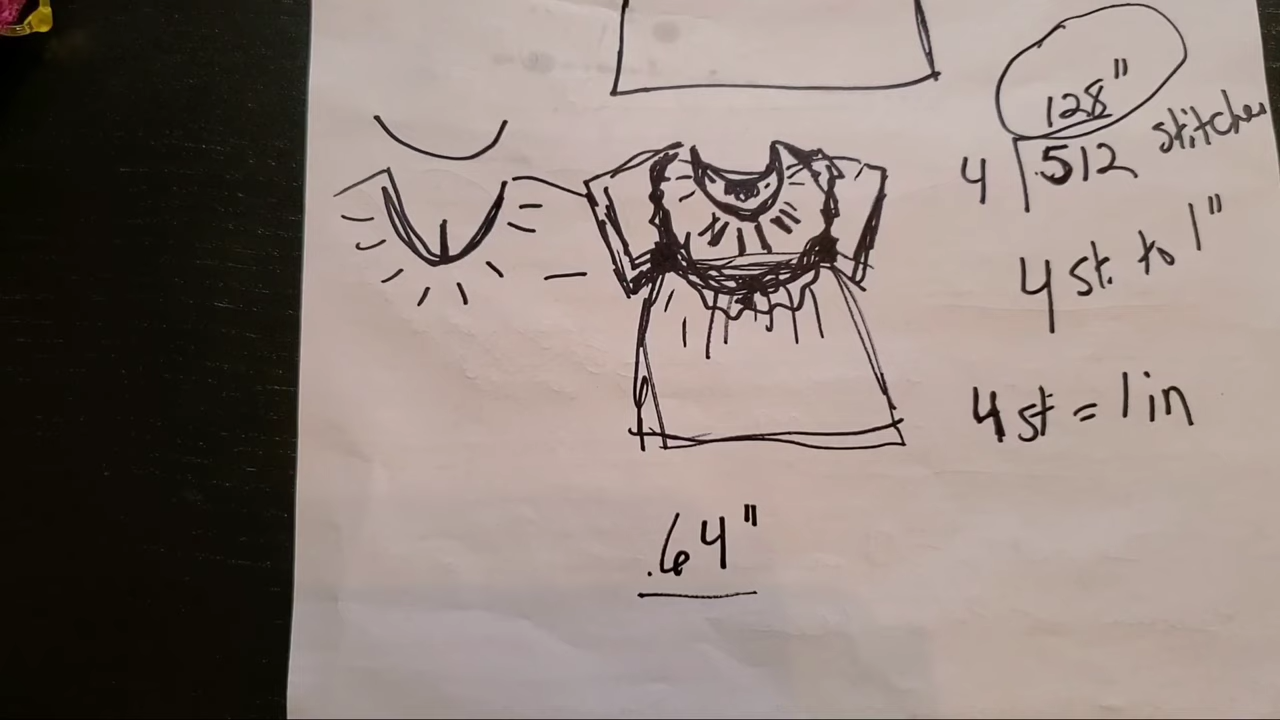 128"
4 .512 stitches
4 st. to 1"
4 st = 1 in
.64"